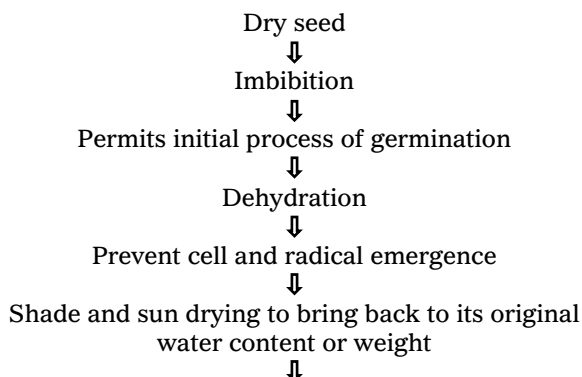 Dry seed
⇩
Imbibition
⇩
Permits initial process of germination
⇩
Dehydration
⇩
Prevent cell and radical emergence
⇩
Shade and sun drying to bring back to its original
water content or weight
⇩